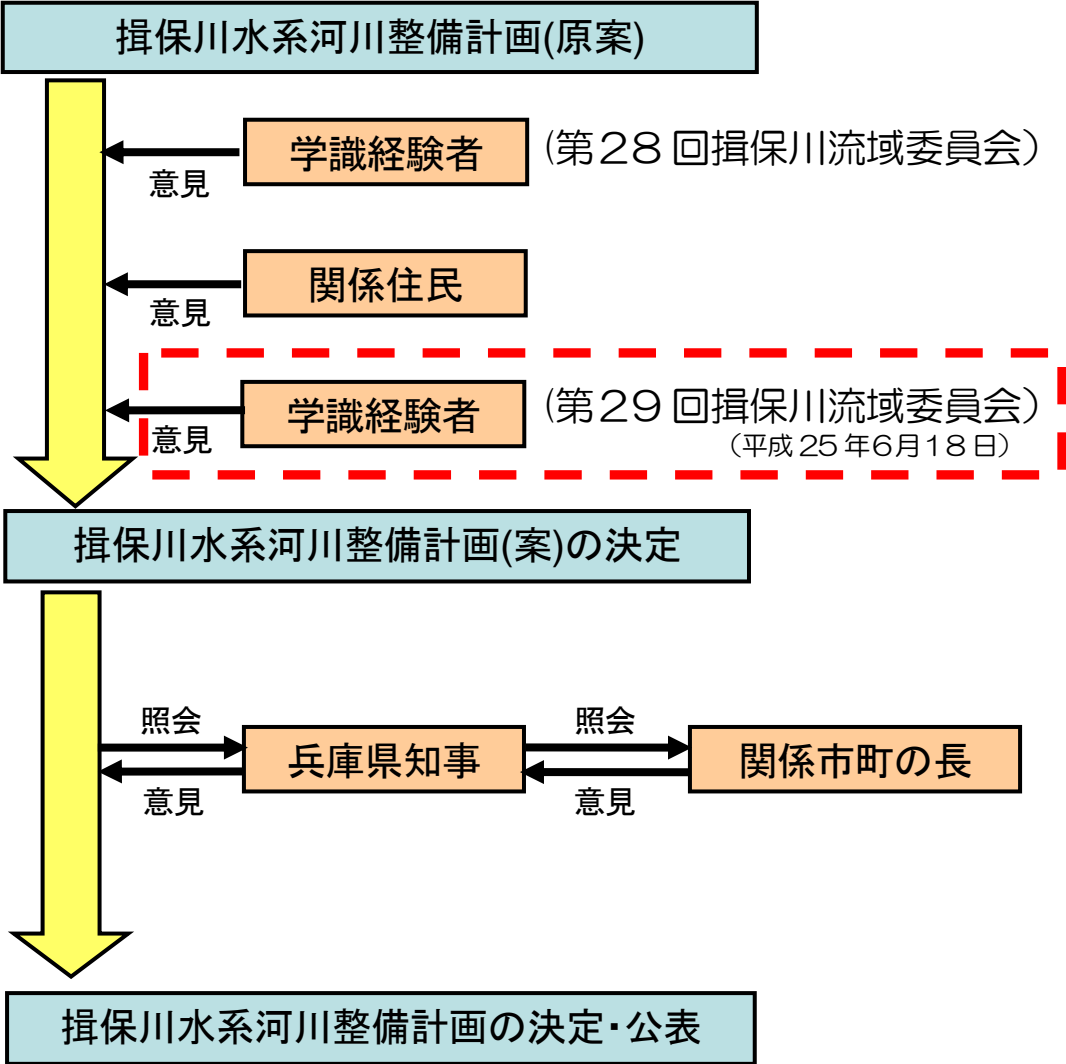 揖保川水系河川整備計画(原案)
学識経験者
(第28回揖保川流域委員会)
意見
関係住民
意見
学識経験者
(第29回揖保川流域委員会)
意見
(平成25年6月18日)
揖保川水系河川整備計画(案)の決定
照会
照会
兵庫県知事
関係市町の長
意見
意見
揖保川水系河川整備計画の決定・公表